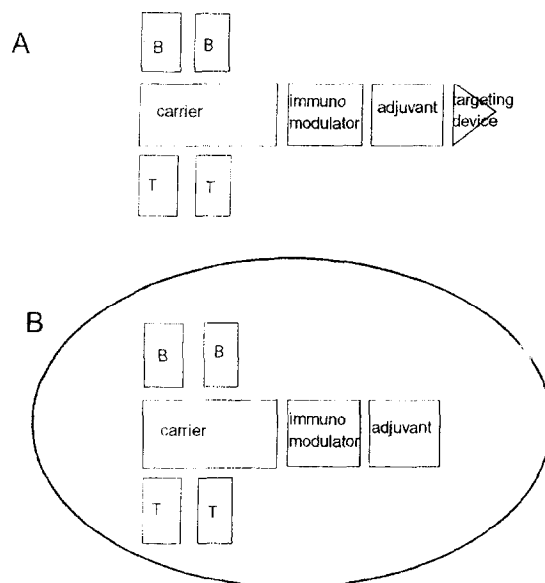 A
B B
carrier
immuno
modulator
adjuvant
targeting
device
T T
B
B B
carrier
immuno
modulator
adjuvant
T T